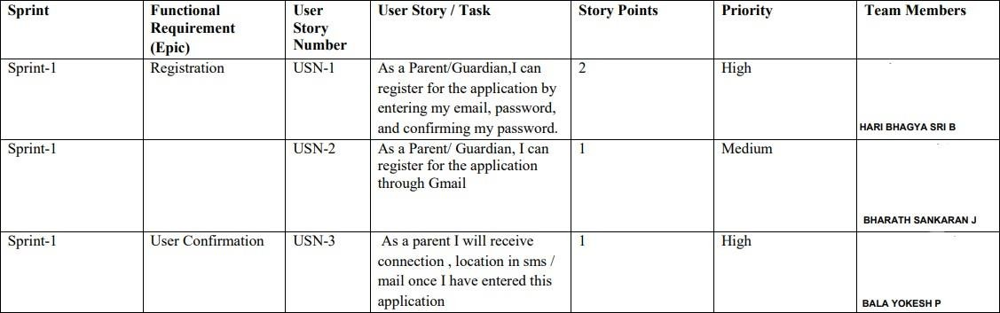 Sprint
Functional
Requirement
(Epic)
User
Story
Number
User Story / Task
Story Points
Priority
Team Members
Sprint-1
Registration
USN-1
As a Parent/Guardian,I can
register for the application by
entering my email, password,
and confirming my password.
2
High
HARI BHAGYA SRI B
Sprint-1
USN-2
As a Parent/ Guardian, I can
register for the application
through Gmail
1
Medium
BHARATH SANKARAN J
Sprint-1
User Confirmation
USN-3
As a parent I will receive
connection , location in sms /
mail once I have entered this
application
1
High
BALA YOKESH P